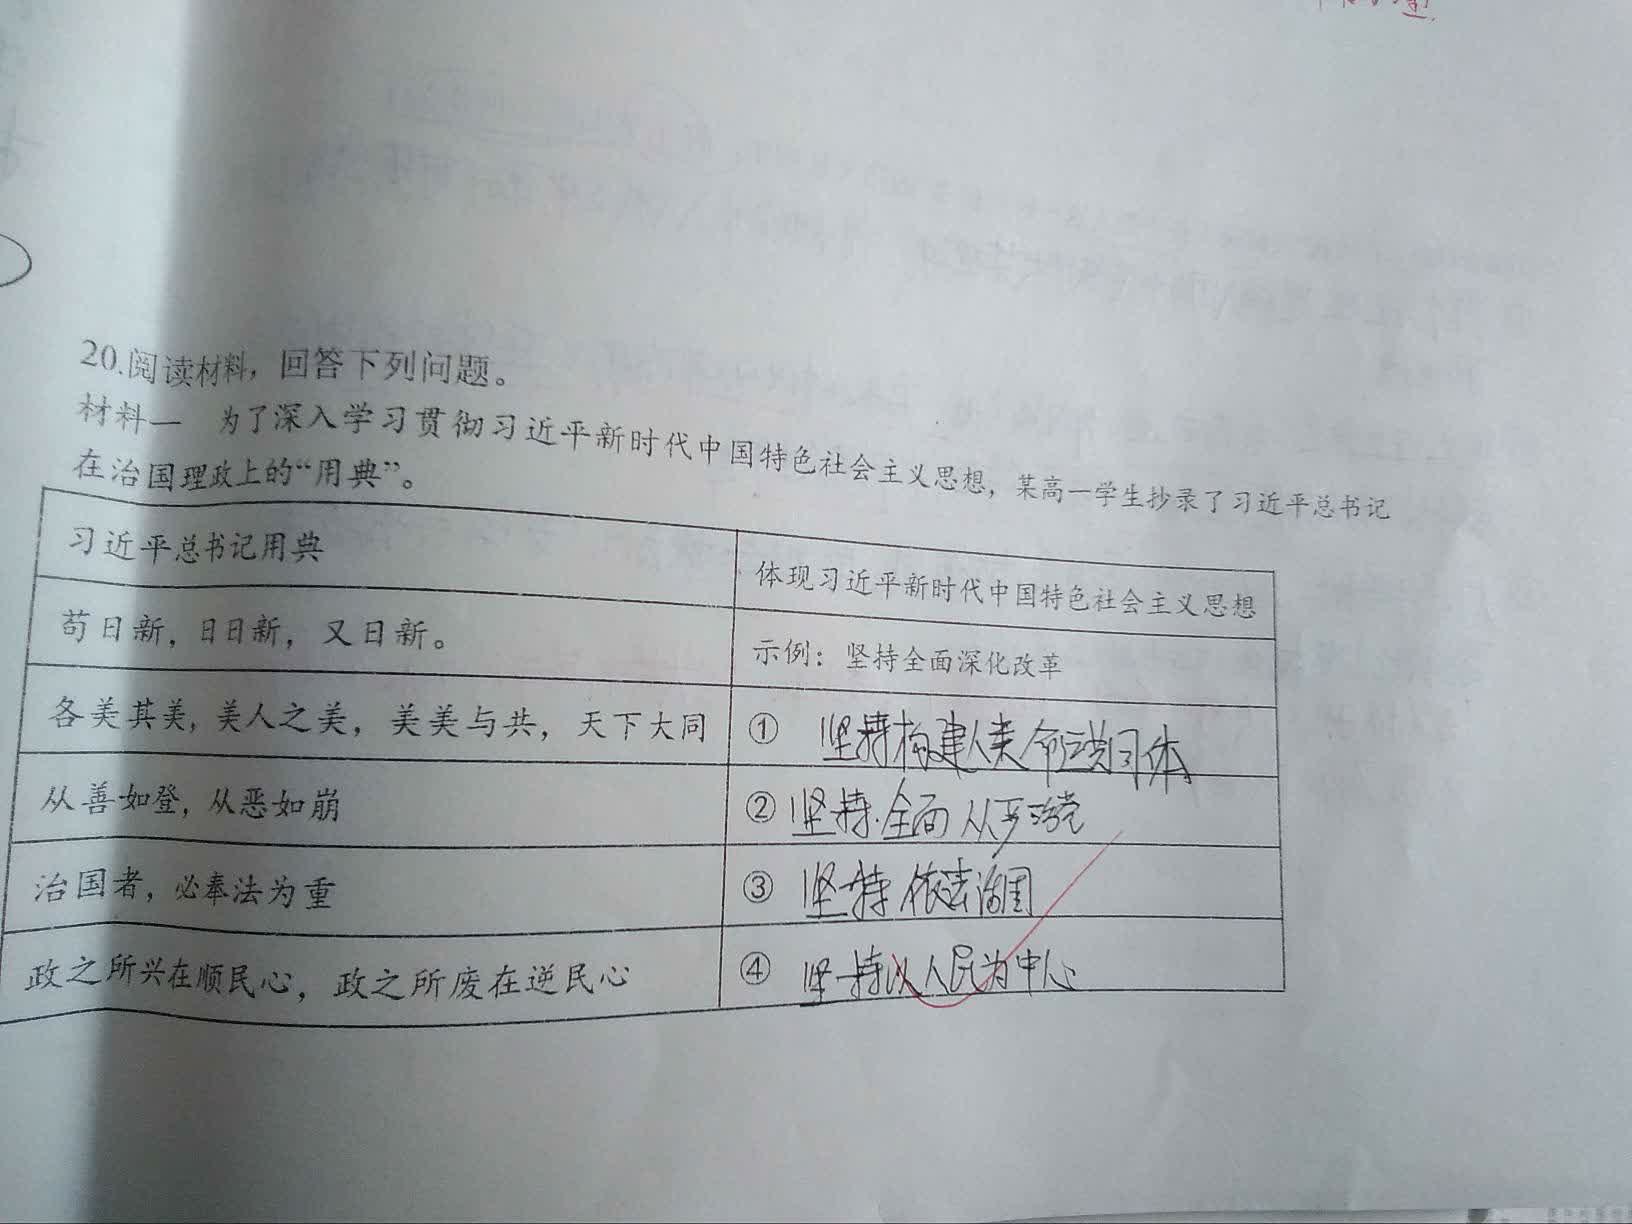 20.阅读材料，回答下列问题。
材料一 为了深入学习贯彻习近平新时代中国特色社会主义思想，某高一学生抄录了习近平总书记
在治国理政上的“用典”。
习近平总书记用典
体现习近平新时代中国特色社会主义思想
苟日新，日日新，又日新。
示例：坚持全面深化改革
各美其美，美人之美，美美与共，天下大同
① 坚持构建人类命运共同体
从善如登，从恶如崩
② 坚持全面从严治党
治国者，必奉法为重
③ 坚持依法治国
政之所兴在顺民心，政之所废在逆民心
④ 坚持以人民为中心